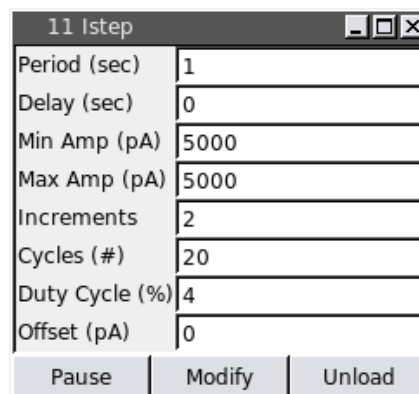 11 Istep
Period (sec) 1
Delay (sec) 0
Min Amp (pA) 5000
Max Amp (pA) 5000
Increments 2
Cycles (#) 20
Duty Cycle (%) 4
Offset (pA) 0
Pause Modify Unload